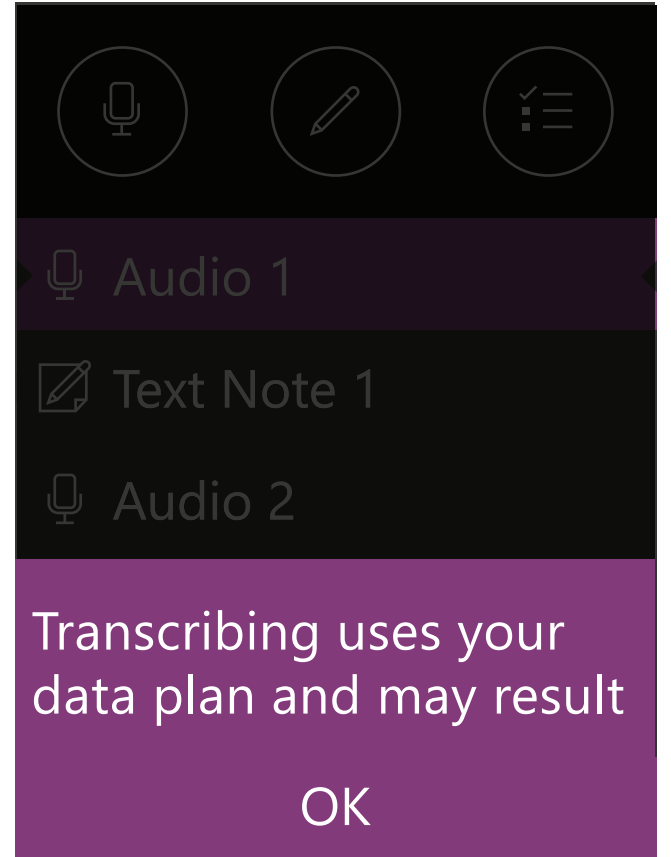 Audio 1
Text Note 1
Audio 2
Transcribing uses your
data plan and may result
OK